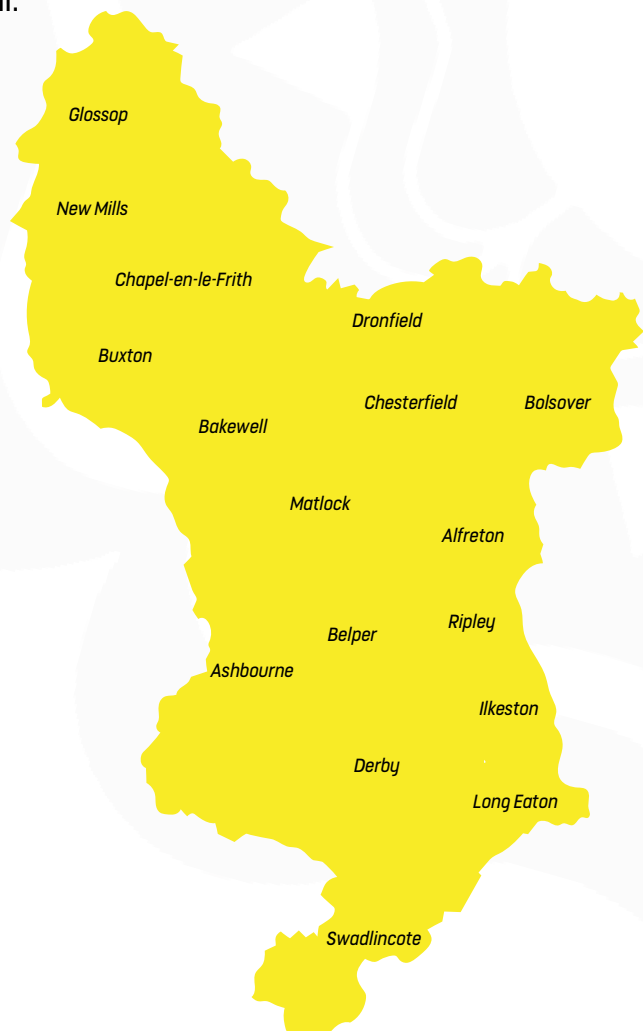 Glossop
New Mills
Chapel-en-le-Frith
Dronfield
Buxton
Chesterfield
Bolsover
Bakewell
Matlock
Alfreton
Ripley
Belper
Ashbourne
Ilkeston
Derby
Long Eaton
Swadlincote